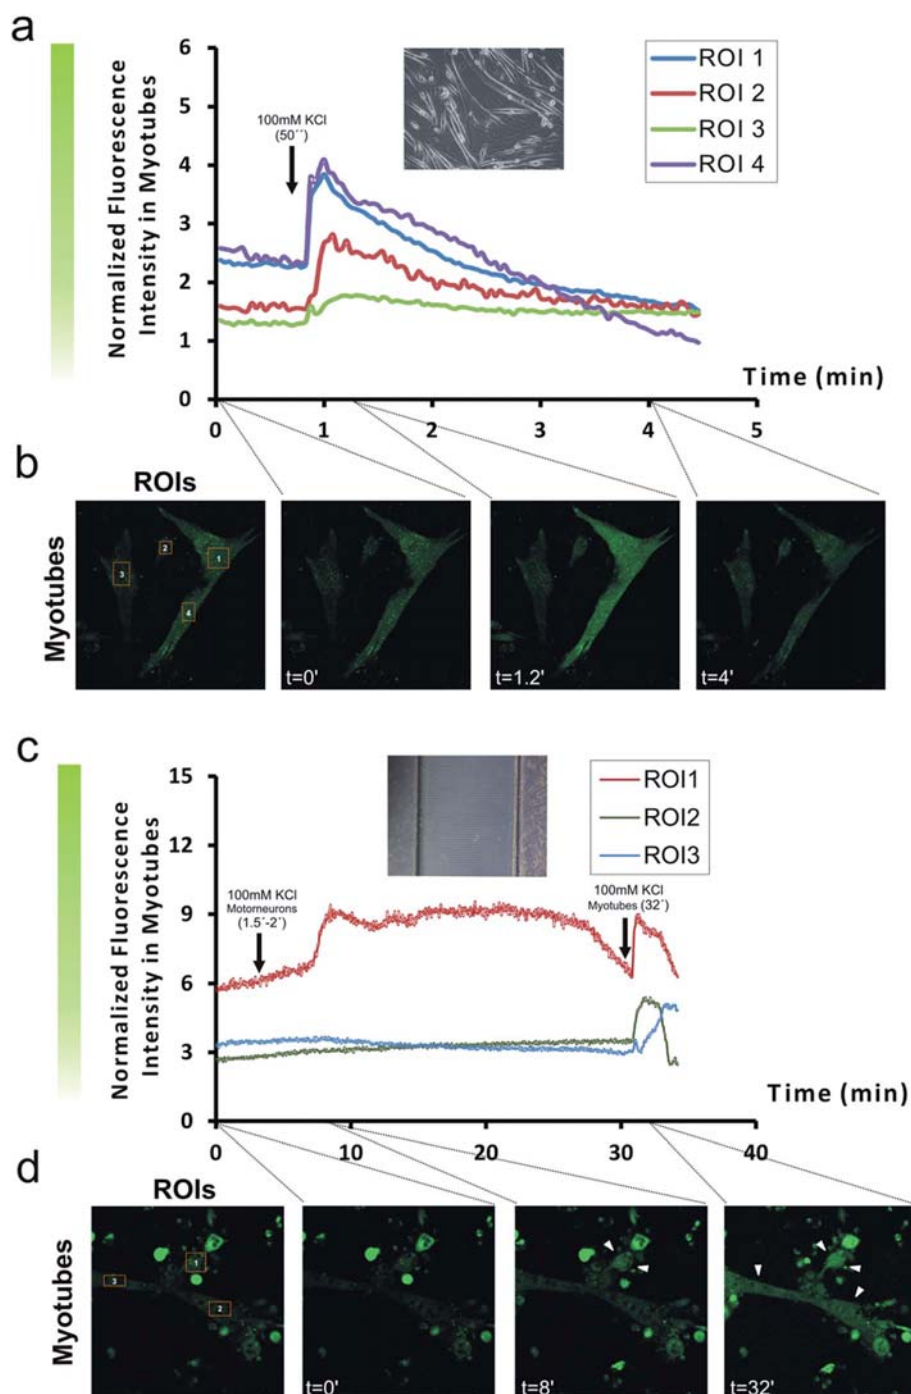 a
Normalized Fluorescence
Intensity in Myotubes
6
5
4
3
2
1
0
100mM KCl
(50´´)
ROI 1
ROI 2
ROI 3
ROI 4
Time (min)
0 1 2 3 4 5
b
ROIs
Myotubes
1
2
3
4
t=0'
t=1.2'
t=4'
c
Normalized Fluorescence
Intensity in Myotubes
15
12
9
6
3
0
100mM KCl
Motorneurons
(1.5´-2´)
100mM KCl
Myotubes (32´)
ROI1
ROI2
ROI3
Time (min)
0 10 20 30 40
d
ROIs
Myotubes
1
2
3
t=0'
t=8'
t=32'